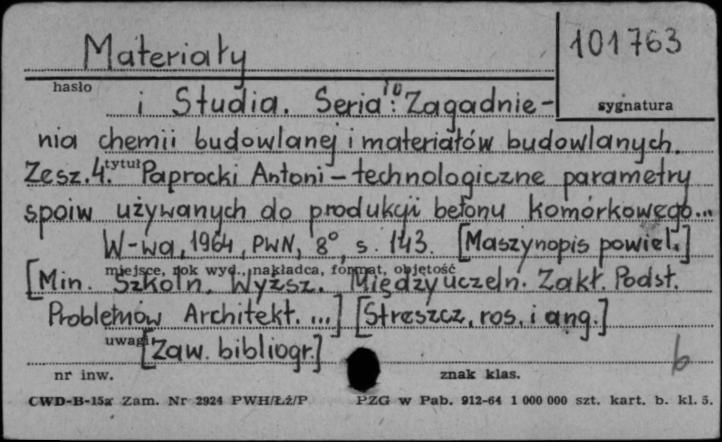 Materiały
101763
hasło
sygnatura
i Studia. Seria: Zagadnie-
nia chemii budowlanej i materiałów budowlanych.
tytuł
Zesz. 4. Paprocki Antoni – technologiczne parametry
spoiw używanych do produkcji betonu komórkowego...
W-wa, 1964, PWN, 8°, s. 143. [Maszynopis powiel.]
miejsce, rok wyd., nakładca, format, objętość
[Min. Szkoln. Wyższ. Międzyuczeln. Zakł. Podst.
Problemów Architekt. ...] [Streszcz. ros. i ang.]
uwagi
[Zaw. bibliogr.]
b
nr inw.
znak klas.
CWD-B-15a Zam. Nr 2924 PWH/Łż/P PZG w Pab. 912-64 1 000 000 szt. kart. b. kl. 5.